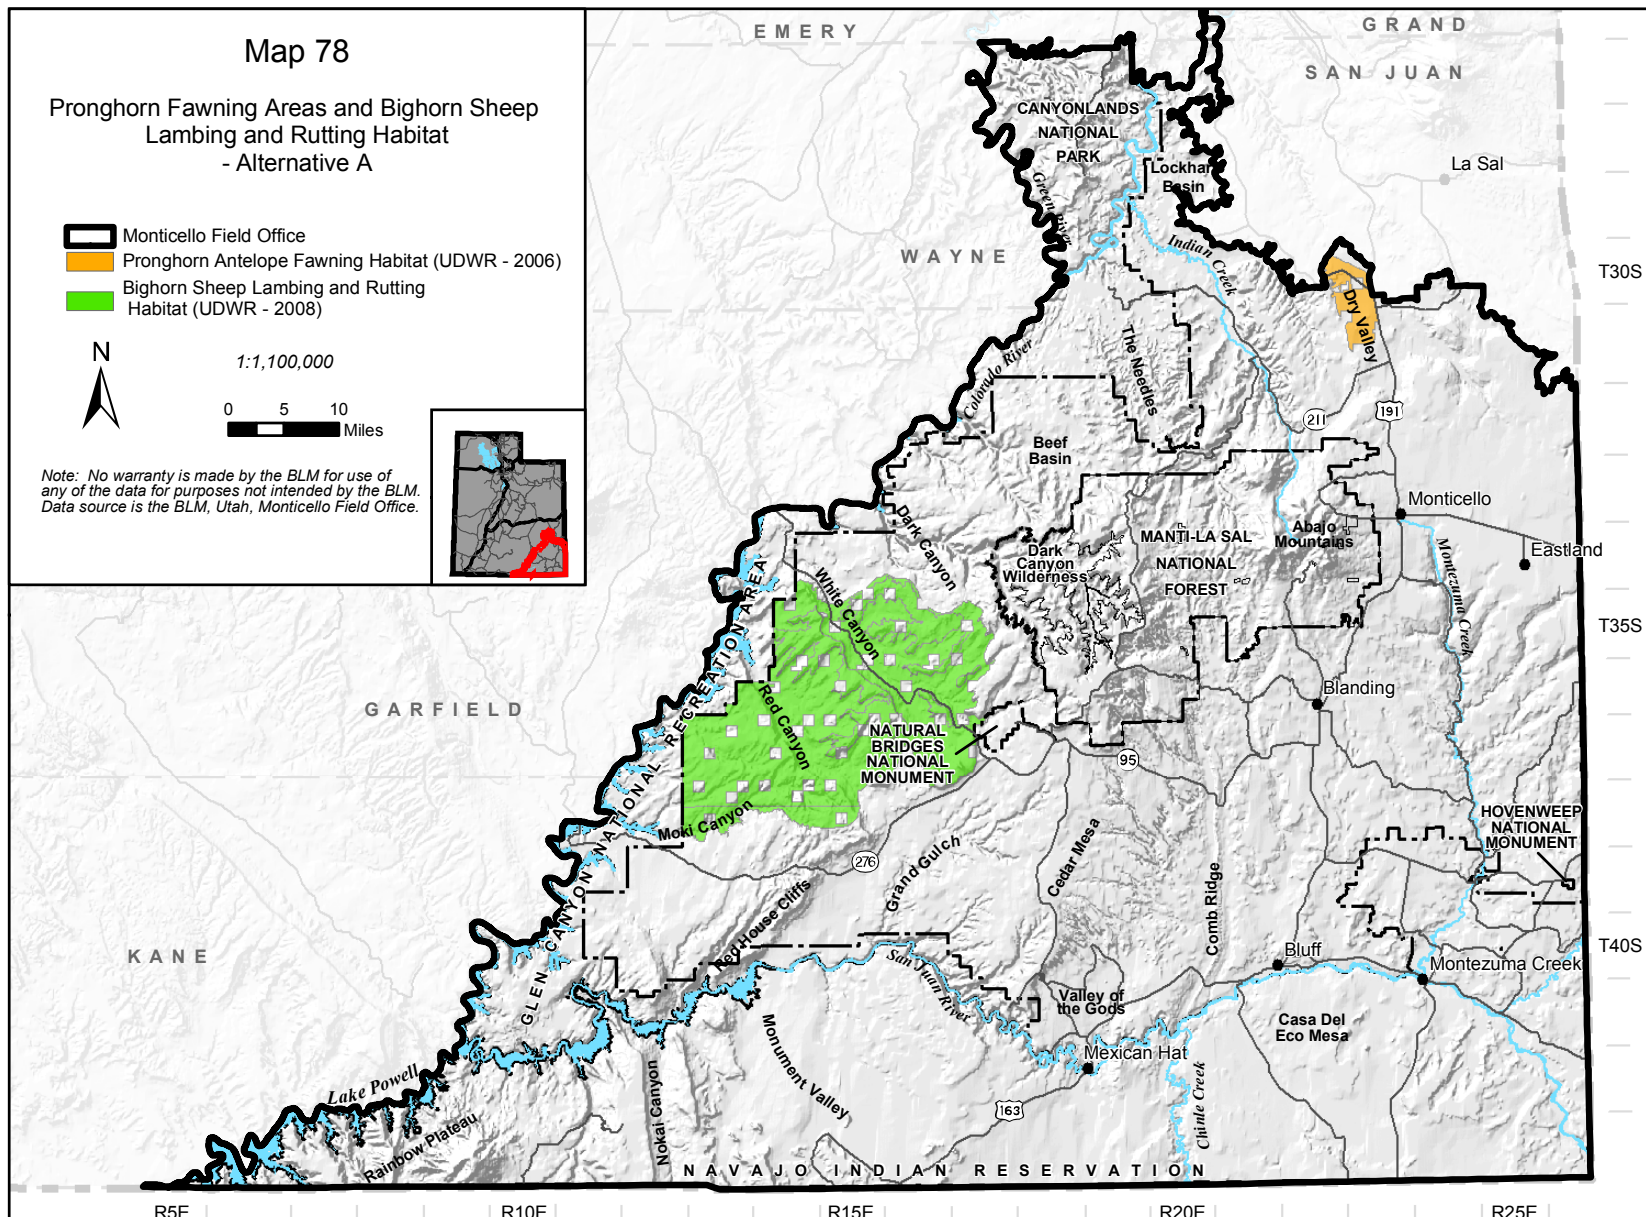 Map 78
Pronghorn Fawning Areas and Bighorn Sheep
Lambing and Rutting Habitat
- Alternative A
Monticello Field Office
Pronghorn Antelope Fawning Habitat (UDWR - 2006)
Bighorn Sheep Lambing and Rutting
Habitat (UDWR - 2008)
N
1:1,100,000
0 5 10
Miles
Note: No warranty is made by the BLM for use of
any of the data for purposes not intended by the BLM.
Data source is the BLM, Utah, Monticello Field Office.
EMERY
GRAND
SAN JUAN
CANYONLANDS
NATIONAL
PARK
Lockhar
Basin
La Sal
Green River
WAYNE
Indian Creek
T30S
Dry Valley
The Needles
Colorado River
211
191
Beef
Basin
Monticello
Dark Canyon
Dark
Canyon
Wilderness
MANTI-LA SAL
NATIONAL
FOREST
Abajo
Mountains
Eastland
Montezuma Creek
White Canyon
T35S
Blanding
GARFIELD
Red Canyon
NATURAL
BRIDGES
NATIONAL
MONUMENT
95
Moki Canyon
HOVENWEEP
NATIONAL
MONUMENT
276
Grand Gulch
Cedar Mesa
Comb Ridge
Red House Cliffs
GLEN CANYON NATIONAL RECREATION AREA
KANE
T40S
Bluff
Montezuma Creek
San Juan River
Valley of
the Gods
Casa Del
Eco Mesa
Monument Valley
Mexican Hat
Lake Powell
Nokai Canyon
163
Chinle Creek
Rainbow Plateau
NAVAJO INDIAN RESERVATION
R5E
R10E
R15E
R20E
R25E